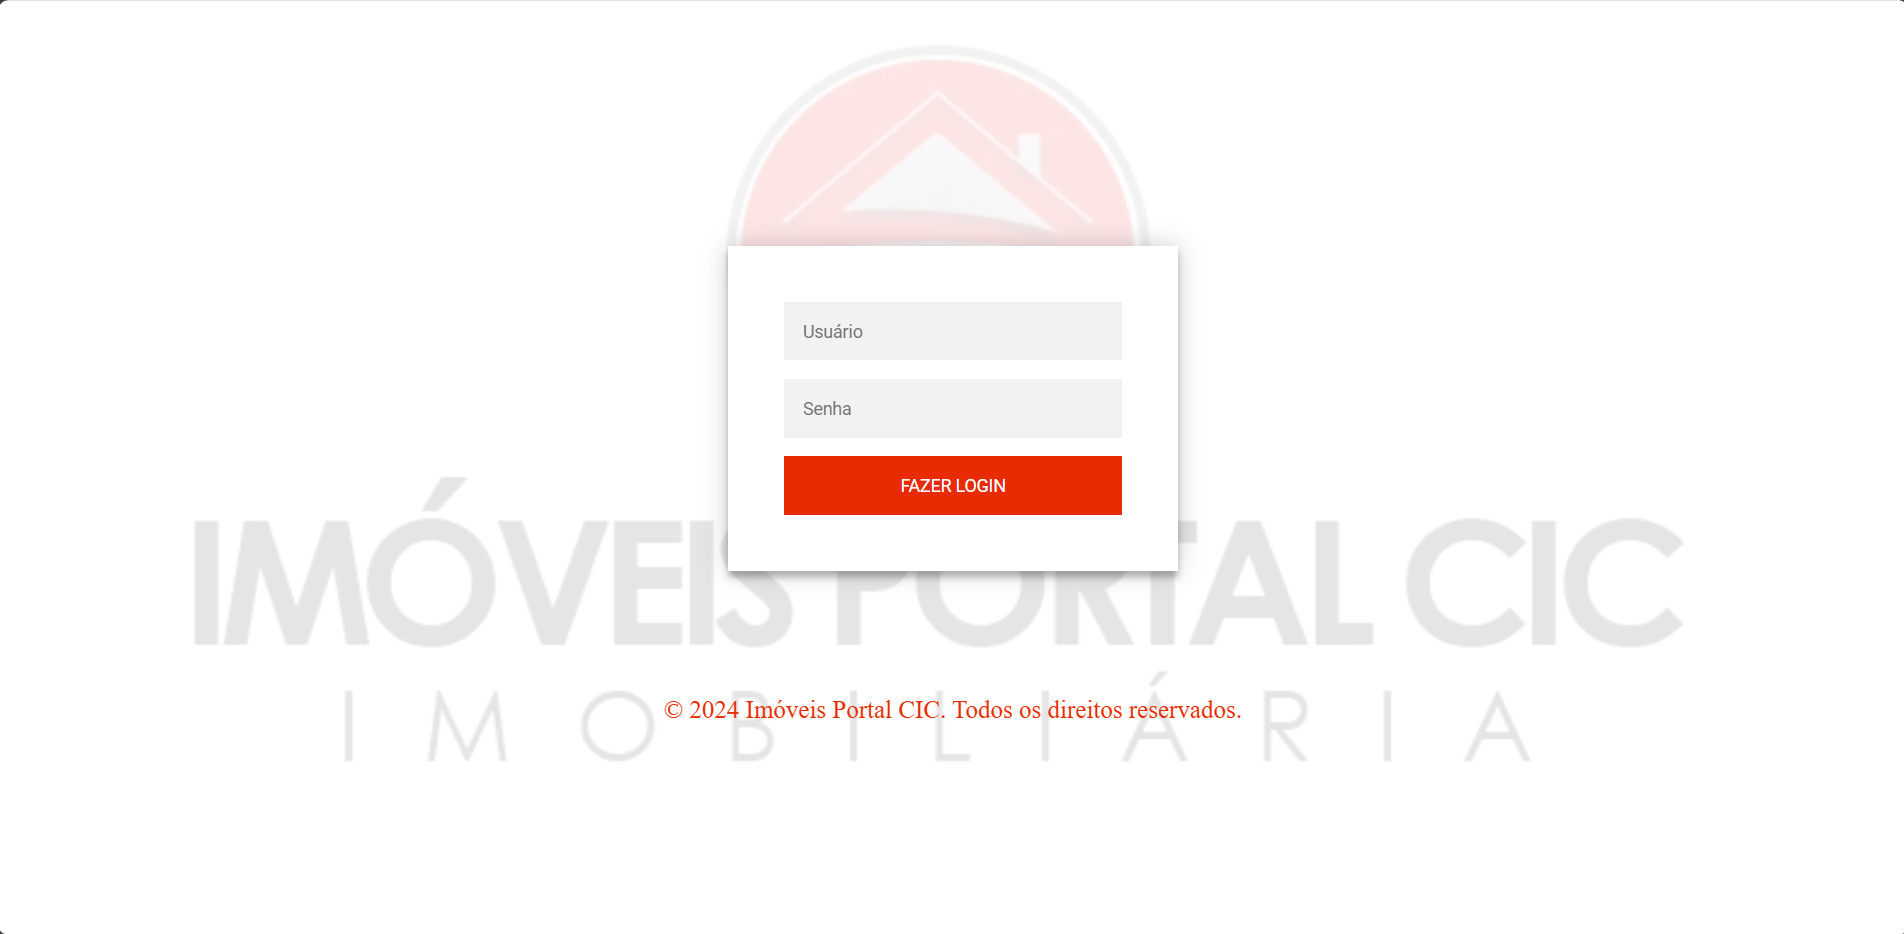 Usuário
Senha
FAZER LOGIN
IMÓVEIS PORTAL CIC
© 2024 Imóveis Portal CIC. Todos os direitos reservados.
IMOBILIÁRIA